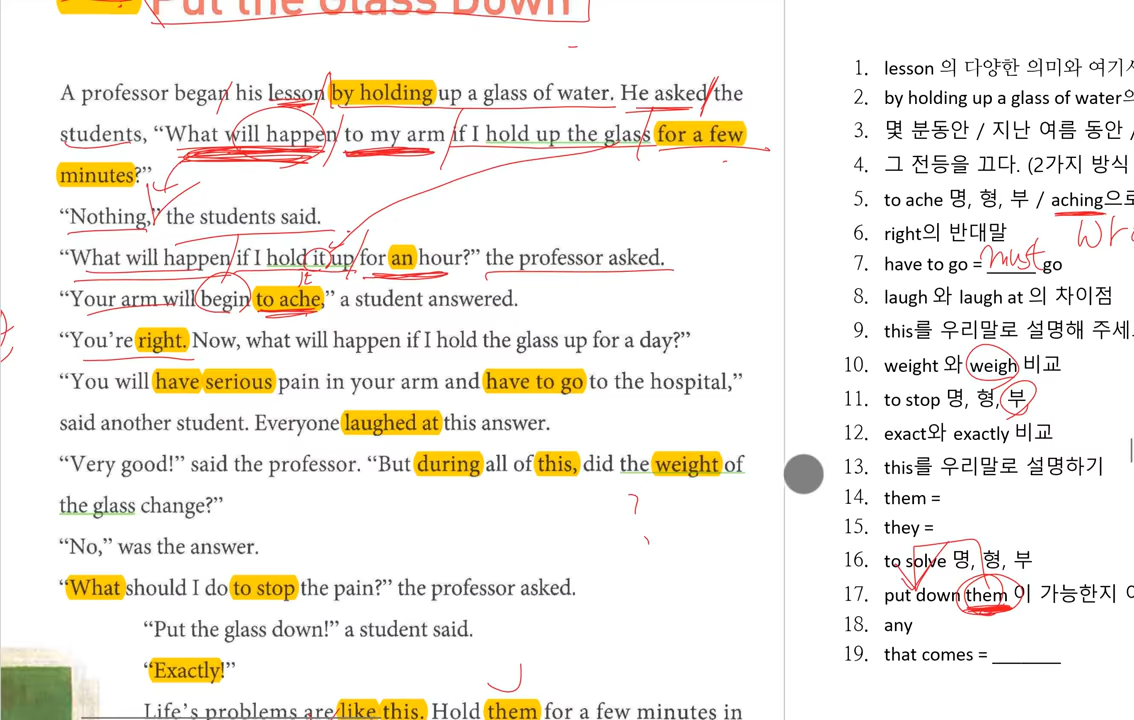 Put the Glass Down
A professor began his lesson by holding up a glass of water. He asked the
students, “What will happen to my arm if I hold up the glass for a few
minutes?”
“Nothing,” the students said.
“What will happen if I hold it up for an hour?” the professor asked.
it
“Your arm will begin to ache,” a student answered.
“You’re right. Now, what will happen if I hold the glass up for a day?”
“You will have serious pain in your arm and have to go to the hospital,”
said another student. Everyone laughed at this answer.
“Very good!” said the professor. “But during all of this, did the weight of
the glass change?”
“No,” was the answer.
“What should I do to stop the pain?” the professor asked.
“Put the glass down!” a student said.
“Exactly!”
Life’s problems are like this. Hold them for a few minutes in
1. lesson 의 다양한 의미와
2. by holding up a glass of water의
3. 몇 분동안 / 지난 여름 동안 /
4. 그 전등을 끄다. (2가지 방식
5. to ache 명, 형, 부 / aching으로
6. right의 반대말
7. have to go = must go
8. laugh 와 laugh at 의 차이점
9. this를 우리말로 설명해 주세.
10. weight 와 weigh 비교
11. to stop 명, 형, 부
12. exact와 exactly 비교
13. this를 우리말로 설명하기
14. them =
15. they =
16. to solve 명, 형, 부
17. put down them 이 가능한지
18. any
19. that comes = ______